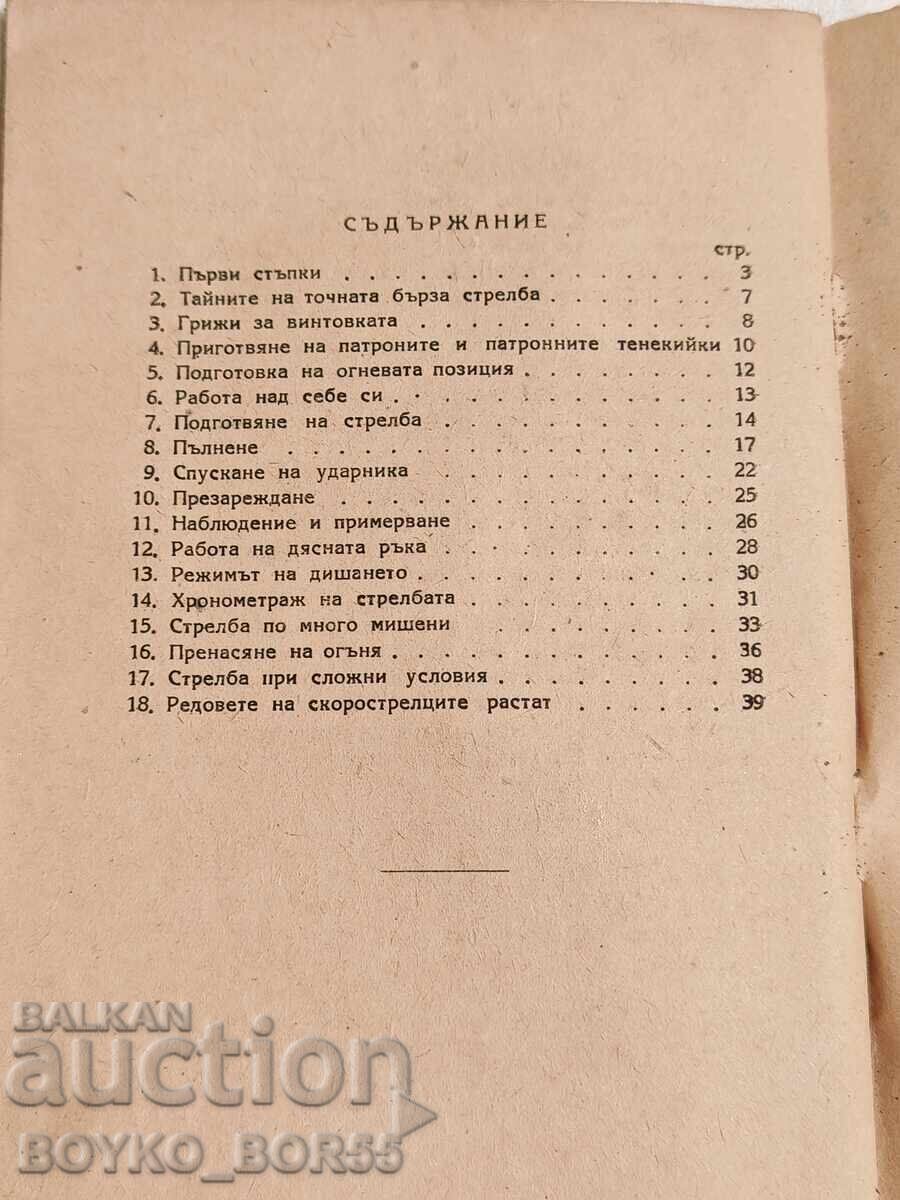 СЪДЪРЖАНИЕ
стр.
1. Първи стъпки . . . . . . . . . . . . . . . 3
2. Тайните на точната бърза стрелба . . . . . . . 7
3. Грижи за винтовката . . . . . . . . . . . . 8
4. Приготвяне на патроните и патронните тенекийки 10
5. Подготовка на огневата позиция . . . . . . . . 12
6. Работа над себе си . . . . . . . . . . . . . 13
7. Подготвяне на стрелба . . . . . . . . . . . 14
8. Пълнене . . . . . . . . . . . . . . . . . 17
9. Спускане на ударника . . . . . . . . . . . 22
10. Презареждане . . . . . . . . . . . . . . . 25
11. Наблюдение и примерване . . . . . . . . . . 26
12. Работа на дясната ръка . . . . . . . . . . . 28
13. Режимът на дишането . . . . . . . . . . . . 30
14. Хронометраж на стрелбата . . . . . . . . . . 31
15. Стрелба по много мишени . . . . . . . . . 33
16. Пренасяне на огъня . . . . . . . . . . . . . 36
17. Стрелба при сложни условия . . . . . . . . . 38
18. Редовете на скорострелците растат . . . . . . 39
BALKAN
auction
BOYKO_BOR55